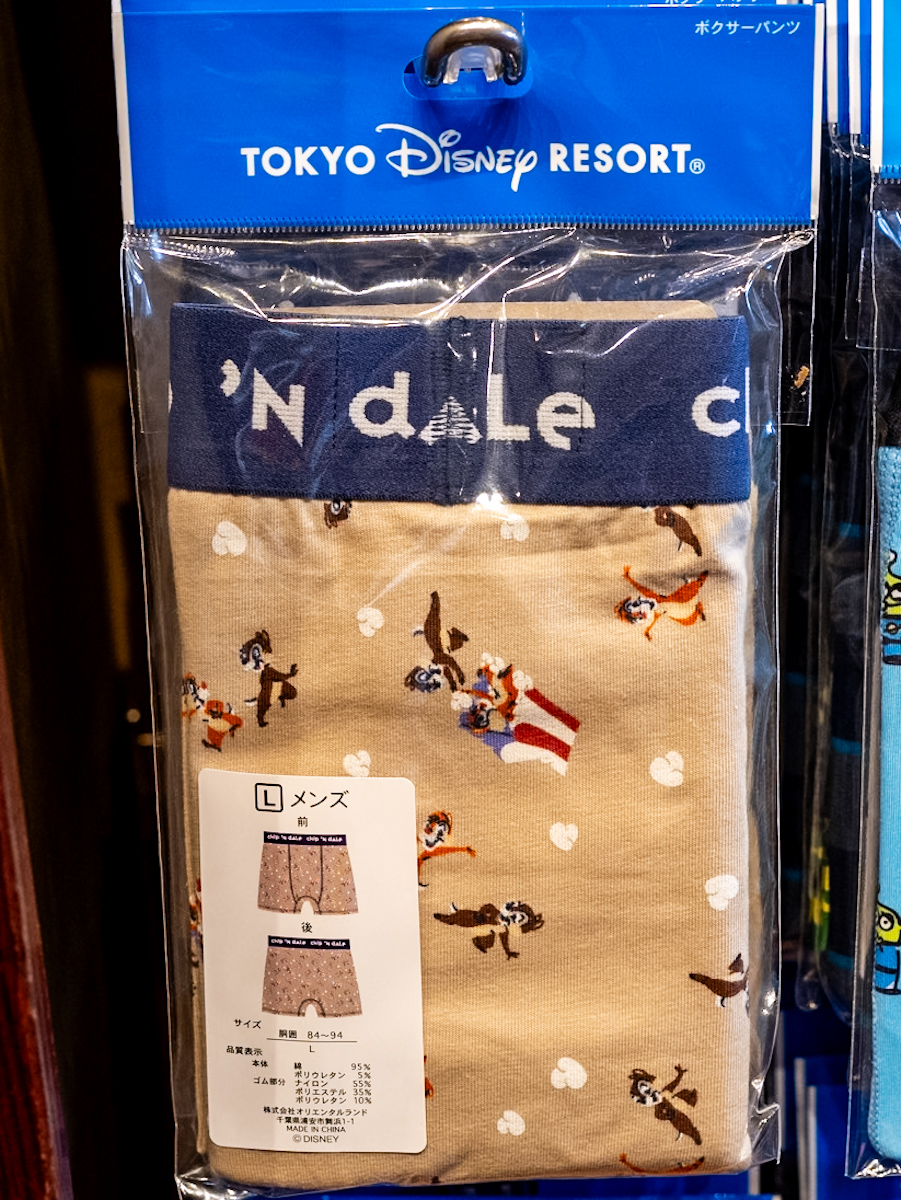 ボクサーパンツ
TOKYO Disney RESORT®
'N dale c
L メンズ
前
chip 'N dale chip 'N dale
後
chip 'N dale chip 'N dale
サイズ
胴囲 84～94
L
品質表示
本体 綿 95%
ポリウレタン 5%
ゴム部分 ナイロン 55%
ポリエステル 35%
ポリウレタン 10%
株式会社オリエンタルランド
千葉県浦安市舞浜1-1
MADE IN CHINA
©DISNEY